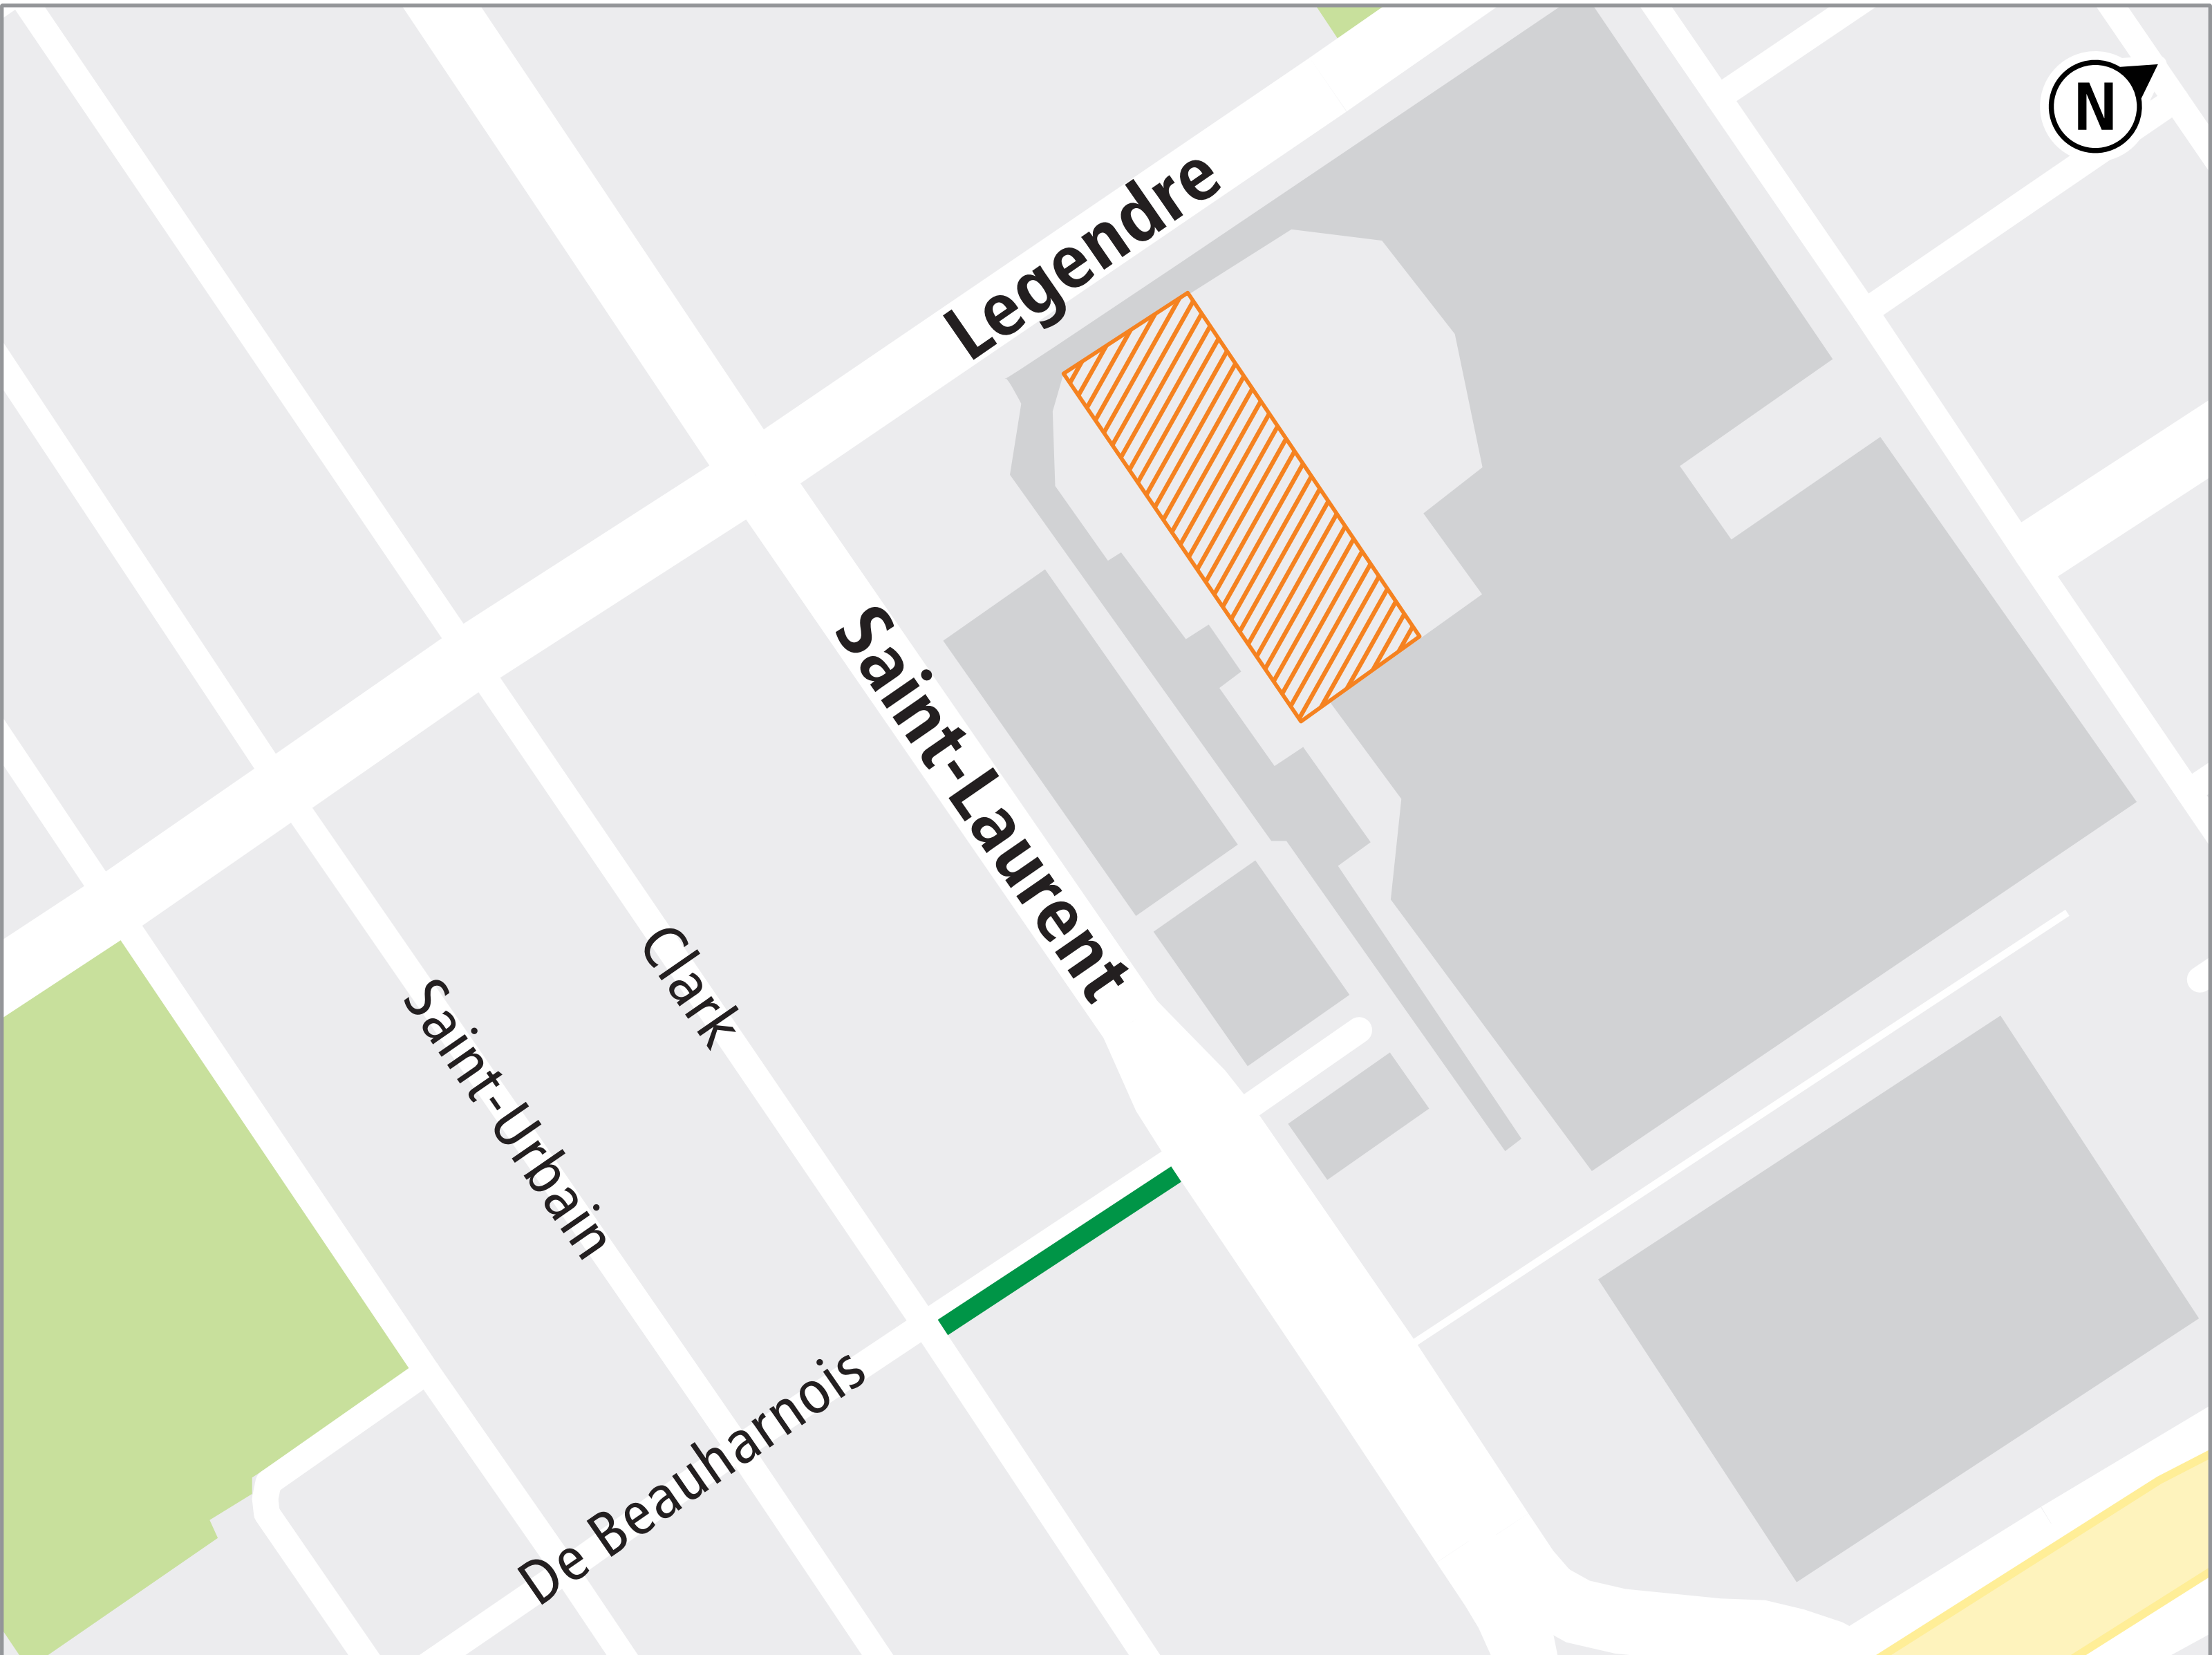 N
Legendre
Saint-Laurent
Clark
Saint-Urbain
De Beauharnois